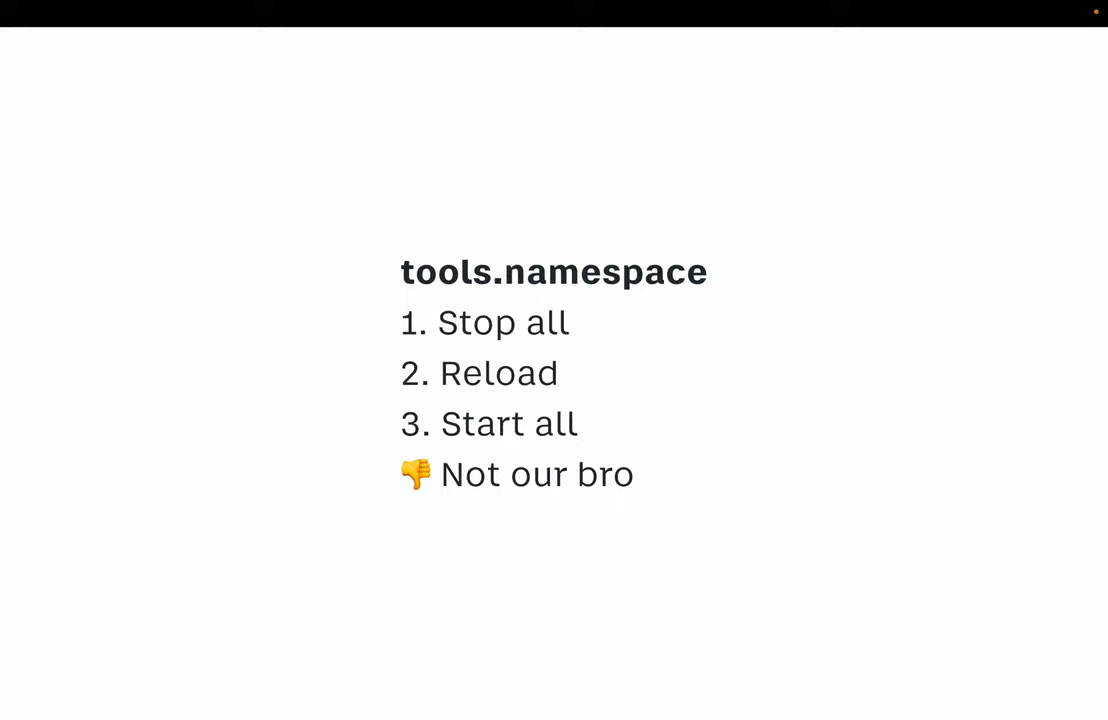 tools.namespace
1. Stop all
2. Reload
3. Start all
👎 Not our bro